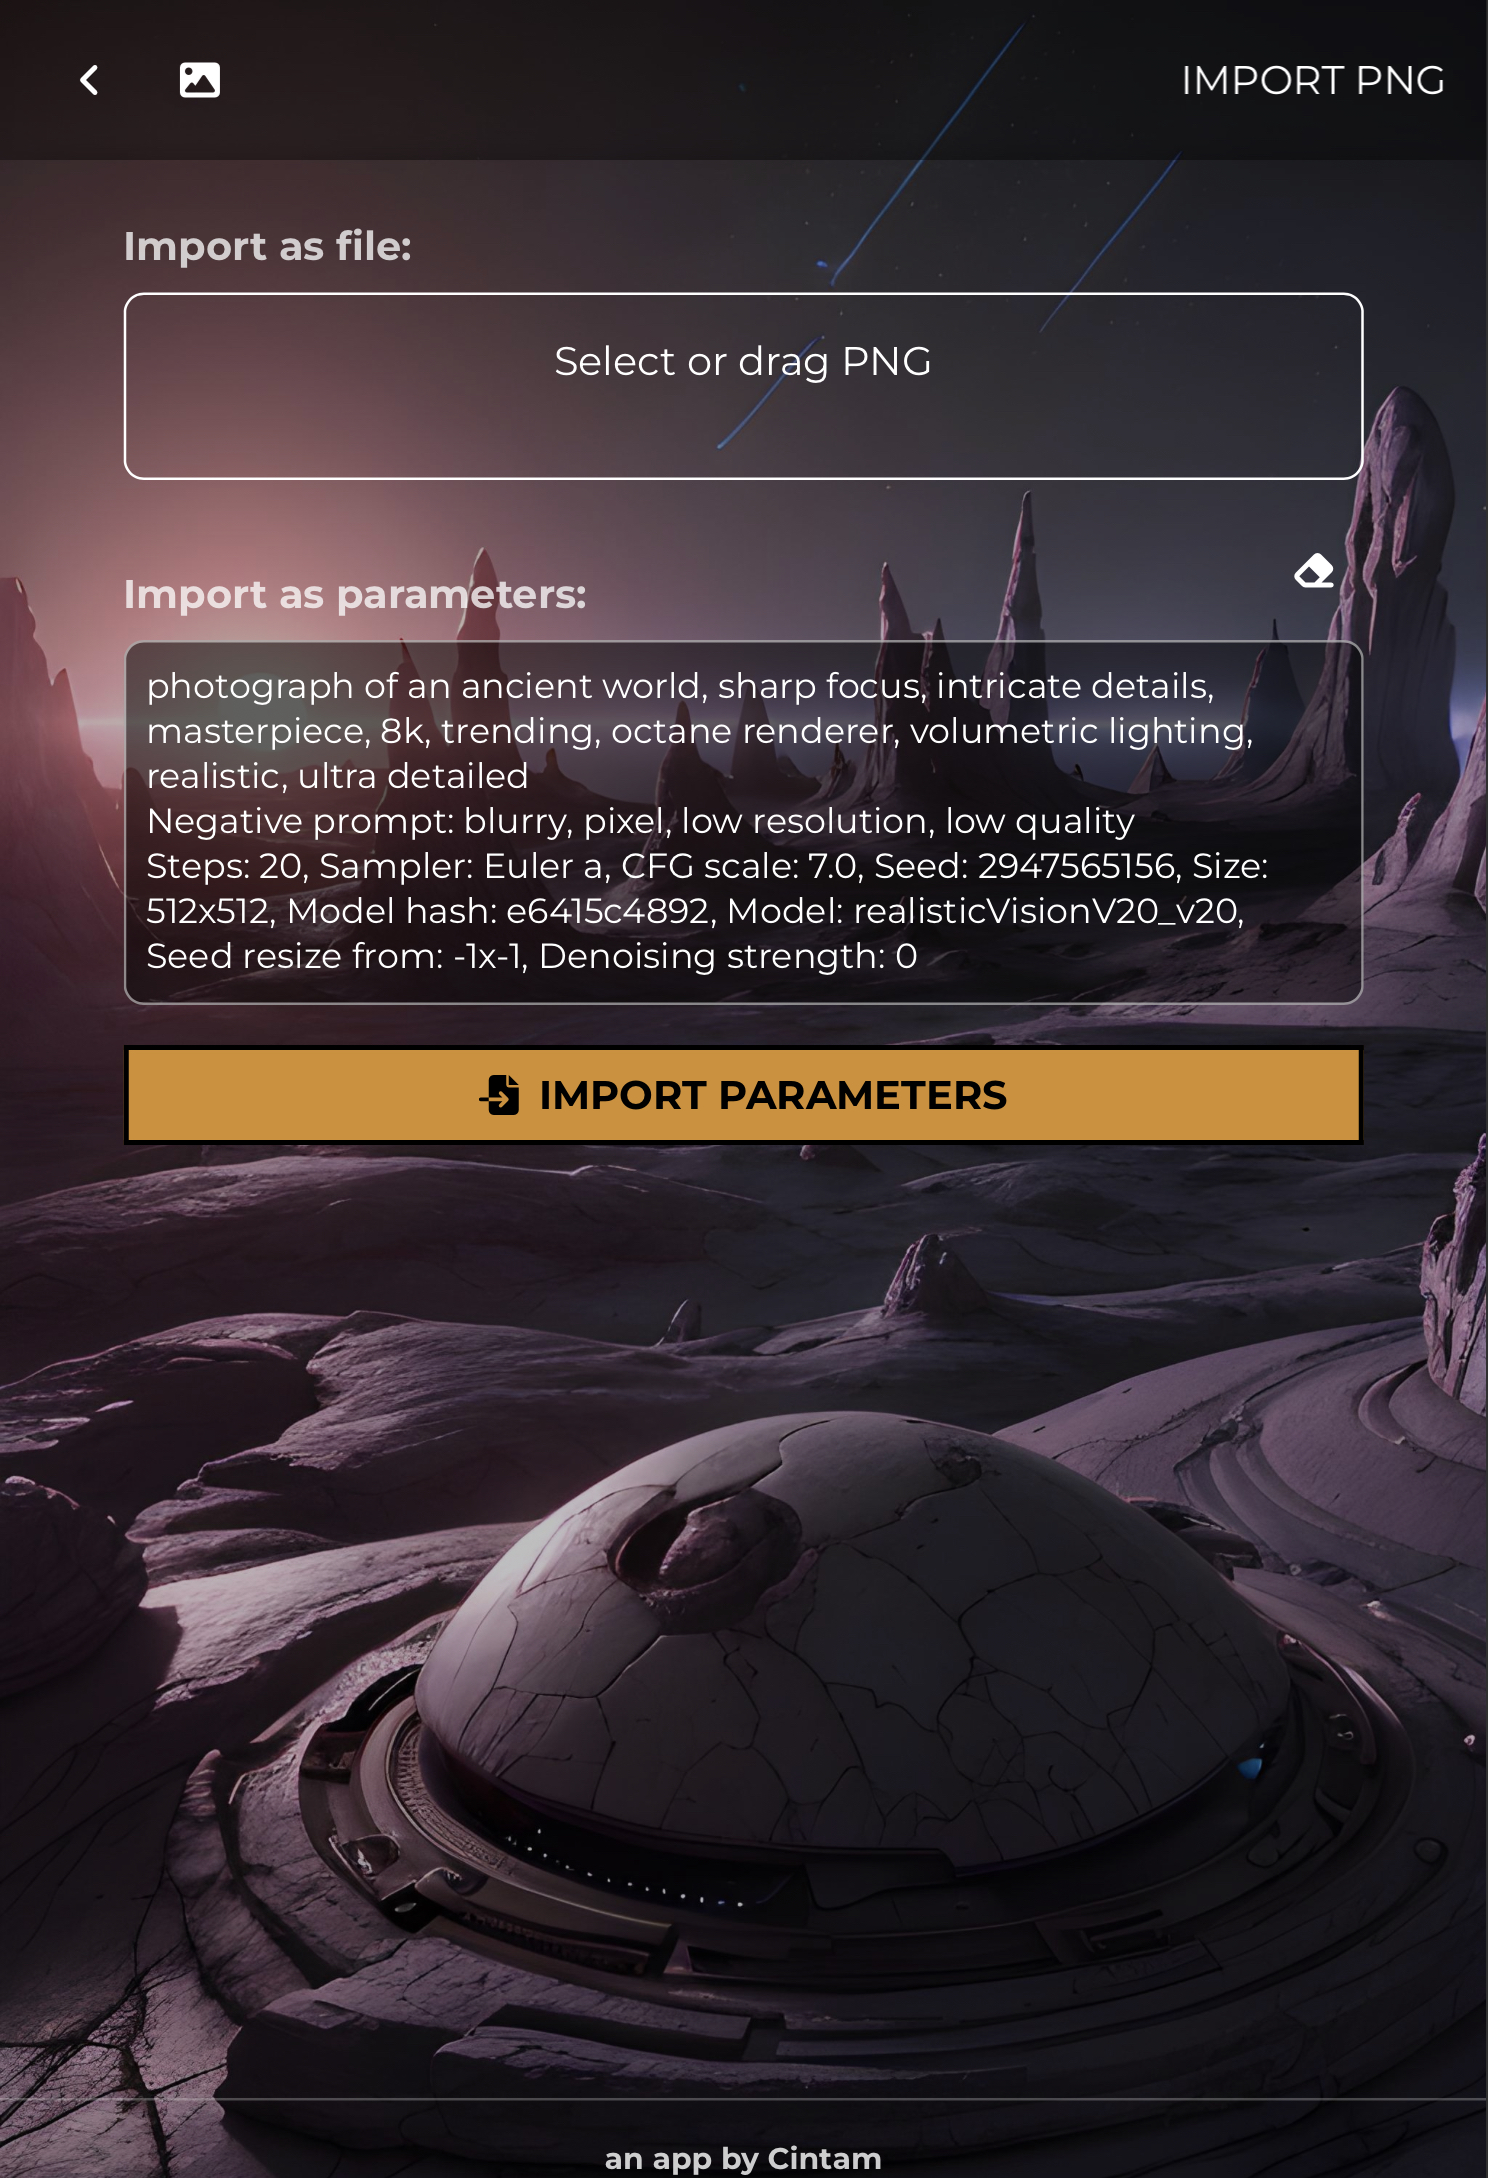 IMPORT PNG
Import as file:
Select or drag PNG
Import as parameters:
photograph of an ancient world, sharp focus, intricate details,
masterpiece, 8k, trending, octane renderer, volumetric lighting,
realistic, ultra detailed
Negative prompt: blurry, pixel, low resolution, low quality
Steps: 20, Sampler: Euler a, CFG scale: 7.0, Seed: 2947565156, Size:
512x512, Model hash: e6415c4892, Model: realisticVisionV20_v20,
Seed resize from: -1x-1, Denoising strength: 0
IMPORT PARAMETERS
an app by Cintam